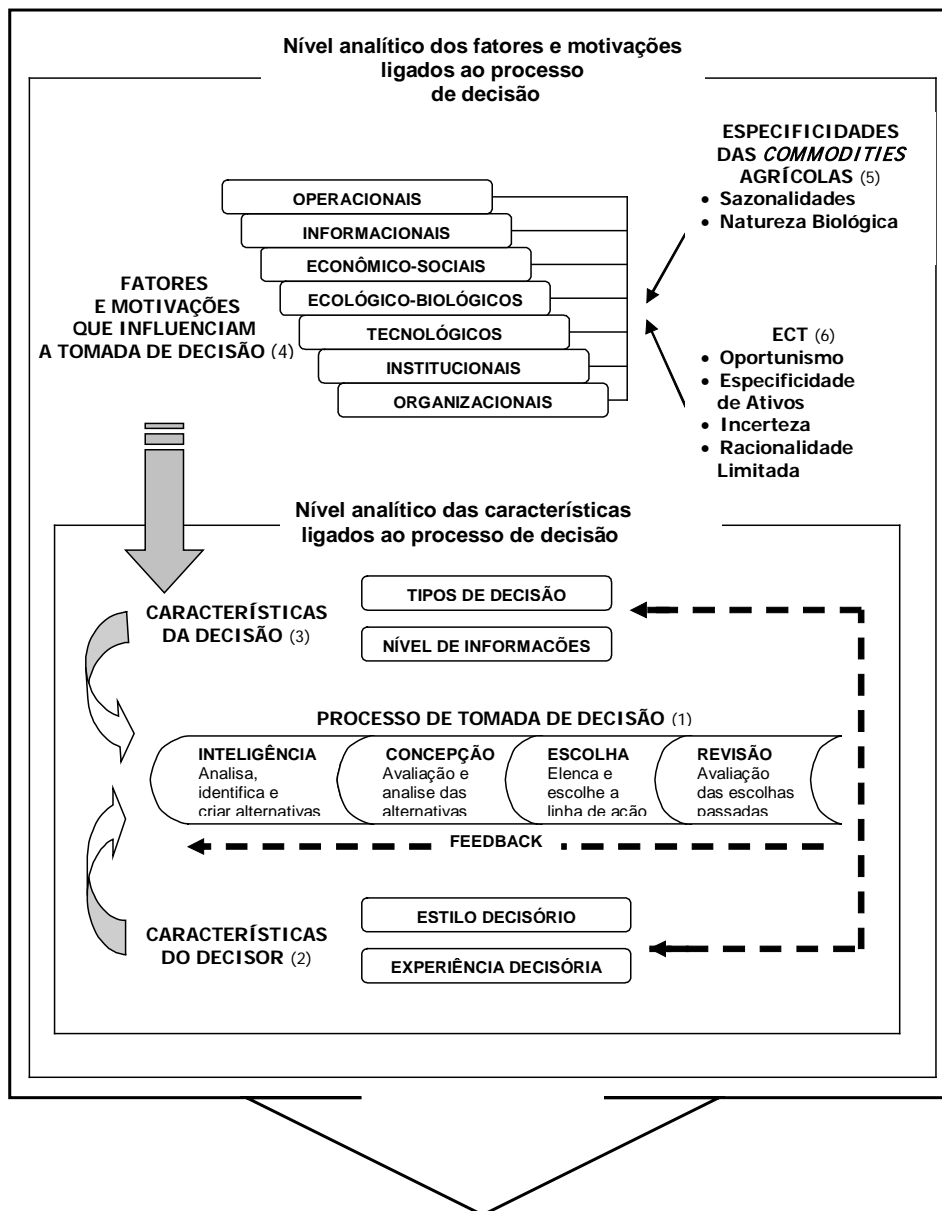 Nível analítico dos fatores e motivações
ligados ao processo
de decisão
ESPECIFICIDADES
DAS COMMODITIES
AGRÍCOLAS (5)
• Sazonalidades
• Natureza Biológica
OPERACIONAIS
INFORMACIONAIS
ECONÔMICO-SOCIAIS
ECOLÓGICO-BIOLÓGICOS
TECNOLÓGICOS
INSTITUCIONAIS
ORGANIZACIONAIS
FATORES
E MOTIVAÇÕES
QUE INFLUENCIAM
A TOMADA DE DECISÃO (4)
ECT (6)
• Oportunismo
• Especificidade
de Ativos
• Incerteza
• Racionalidade
Limitada
Nível analítico das características
ligados ao processo de decisão
CARACTERÍSTICAS
DA DECISÃO (3)
TIPOS DE DECISÃO
NÍVEL DE INFORMACÕES
PROCESSO DE TOMADA DE DECISÃO (1)
INTELIGÊNCIA
Analisa,
identifica e
criar alternativas
CONCEPÇÃO
Avaliação e
analise das
alternativas
ESCOLHA
Elenca e
escolhe a
linha de ação
REVISÃO
Avaliação
das escolhas
passadas
FEEDBACK
CARACTERÍSTICAS
DO DECISOR (2)
ESTILO DECISÓRIO
EXPERIÊNCIA DECISÓRIA